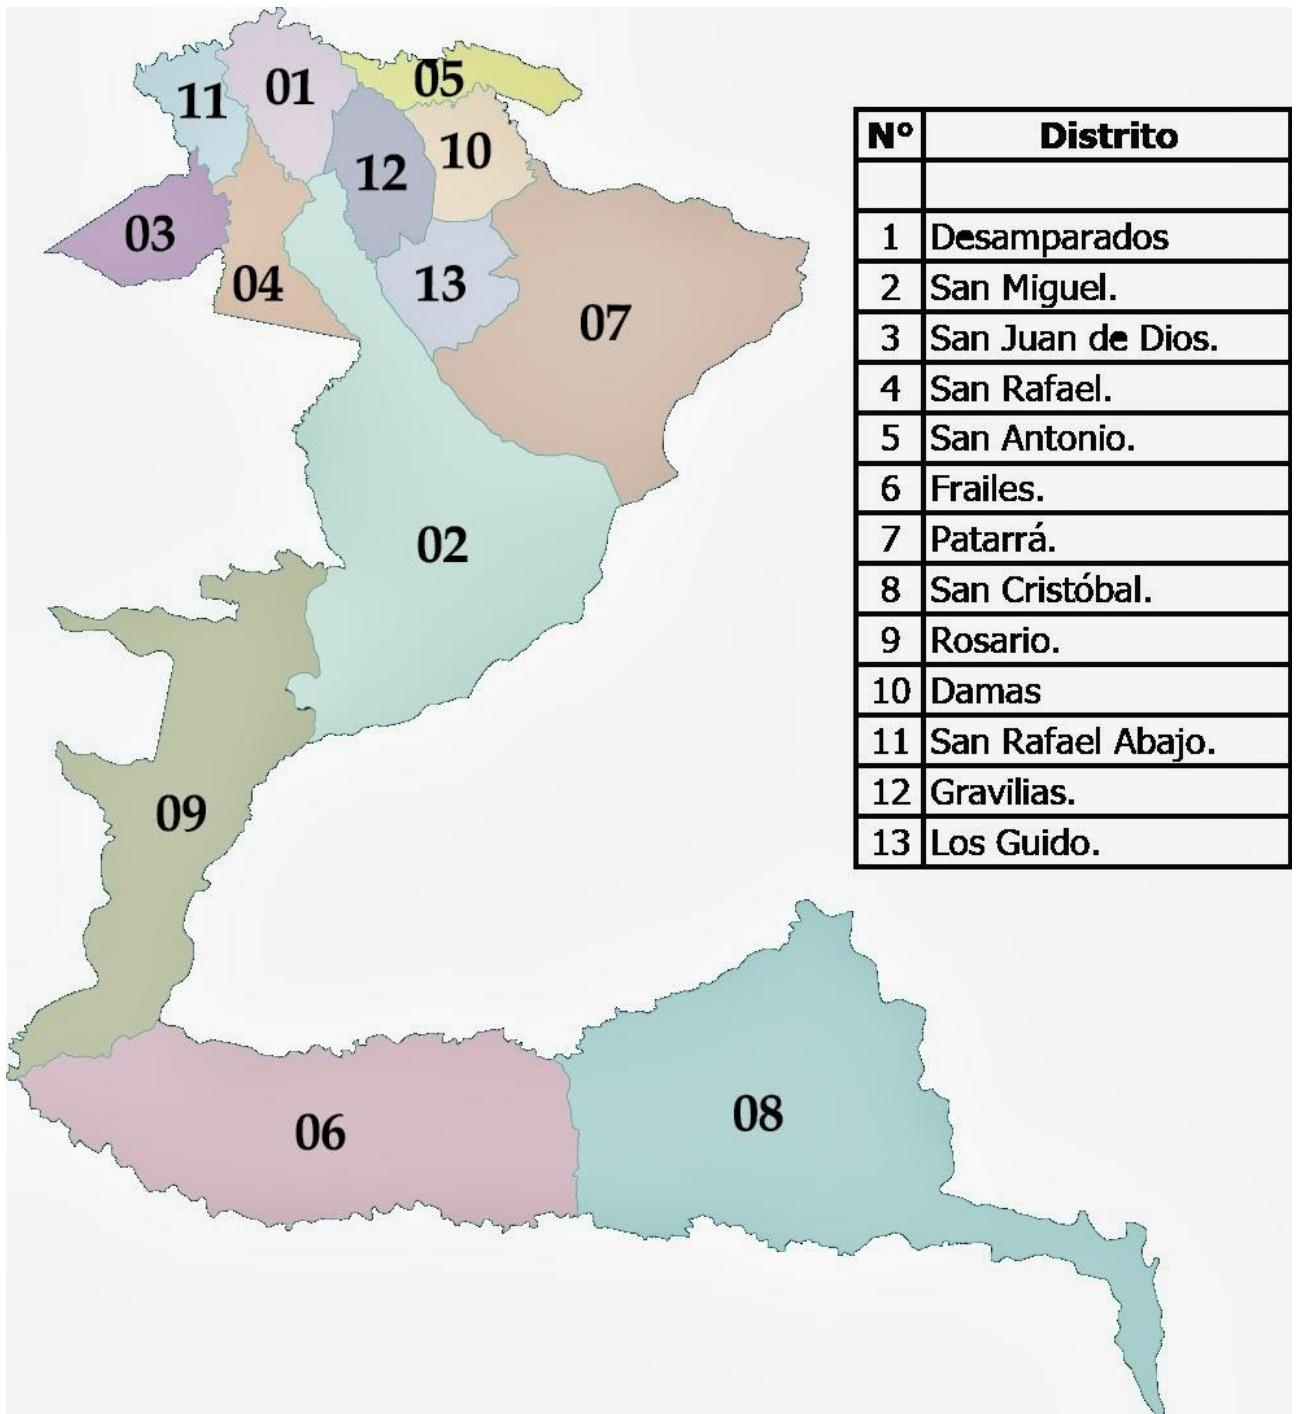 11
01
05
12
10
03
04
13
07
02
09
06
08
Nº Distrito
1 Desamparados
2 San Miguel.
3 San Juan de Dios.
4 San Rafael.
5 San Antonio.
6 Frailes.
7 Patarrá.
8 San Cristóbal.
9 Rosario.
10 Damas
11 San Rafael Abajo.
12 Gravilias.
13 Los Guido.